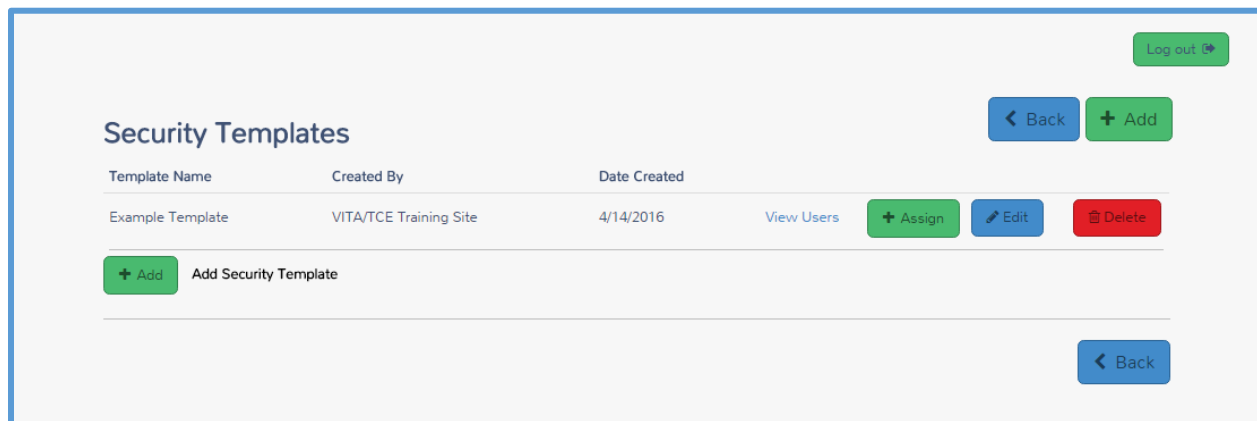 Log out
Security Templates
Back
Add
Template Name Created By Date Created
Example Template VITA/TCE Training Site 4/14/2016 View Users Assign Edit Delete
Add Add Security Template
Back